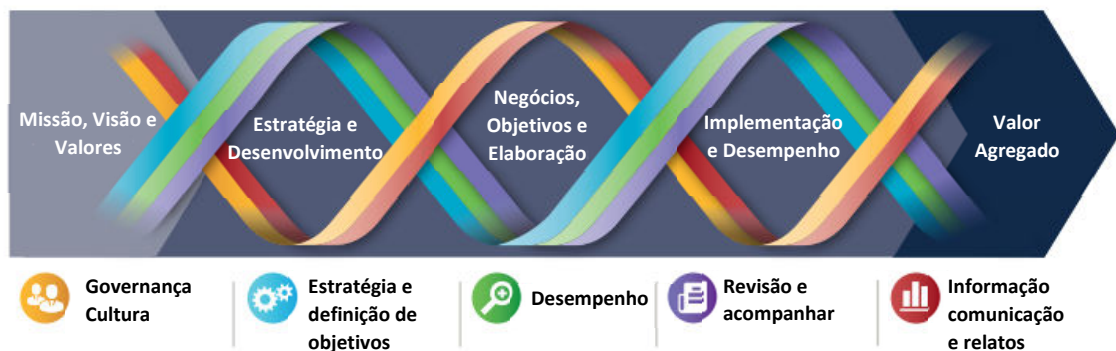 Missão, Visão e
Valores
Estratégia e
Desenvolvimento
Negócios,
Objetivos e
Elaboração
Implementação
e Desempenho
Valor
Agregado
Governança
Cultura
Estratégia e
definição de
objetivos
Desempenho
Revisão e
acompanhar
Informação
comunicação
e relatos